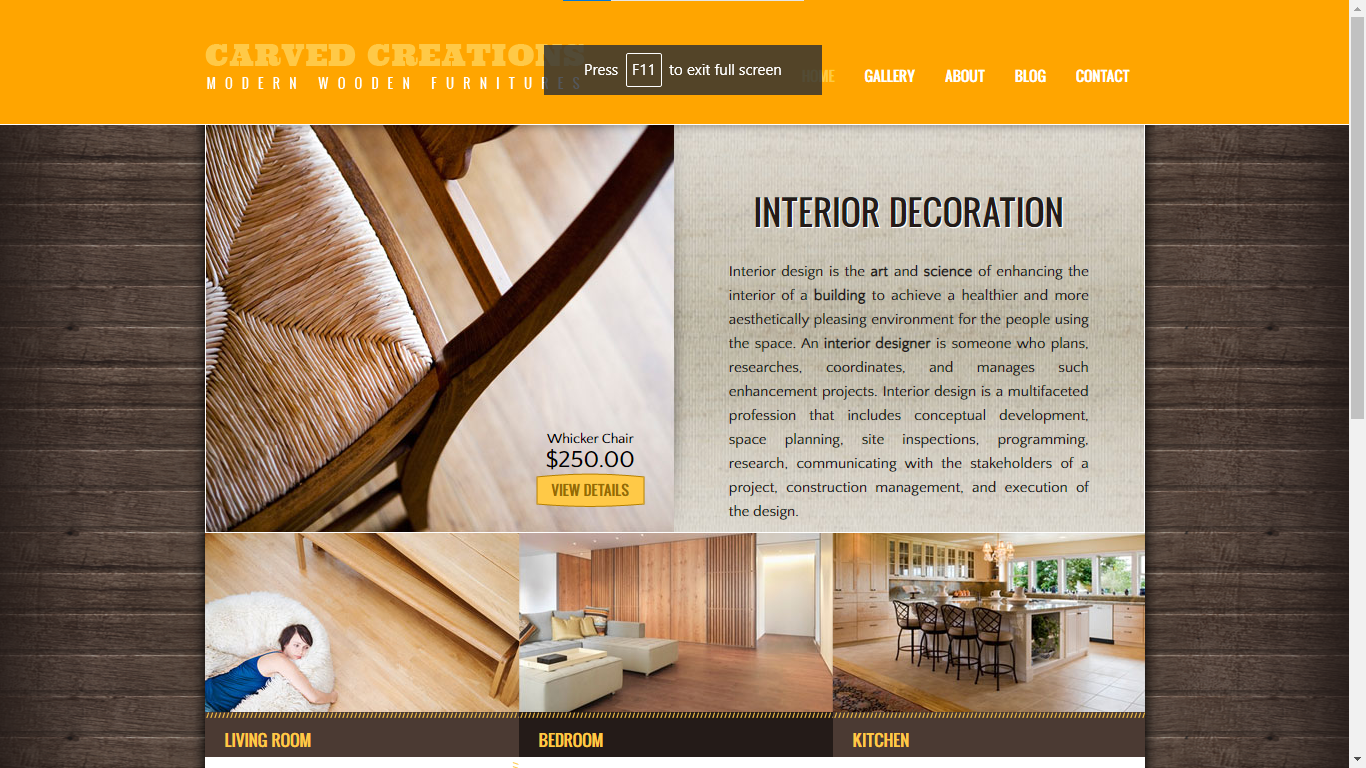 CARVED CREATIONS
MODERN WOODEN FURNITURES
Press F11 to exit full screen
HOME GALLERY ABOUT BLOG CONTACT
INTERIOR DECORATION
Interior design is the art and science of enhancing the
interior of a building to achieve a healthier and more
aesthetically pleasing environment for the people using
the space. An interior designer is someone who plans,
researches, coordinates, and manages such
enhancement projects. Interior design is a multifaceted
profession that includes conceptual development,
space planning, site inspections, programming,
research, communicating with the stakeholders of a
project, construction management, and execution of
the design.
Whicker Chair
$250.00
VIEW DETAILS
LIVING ROOM
BEDROOM
KITCHEN